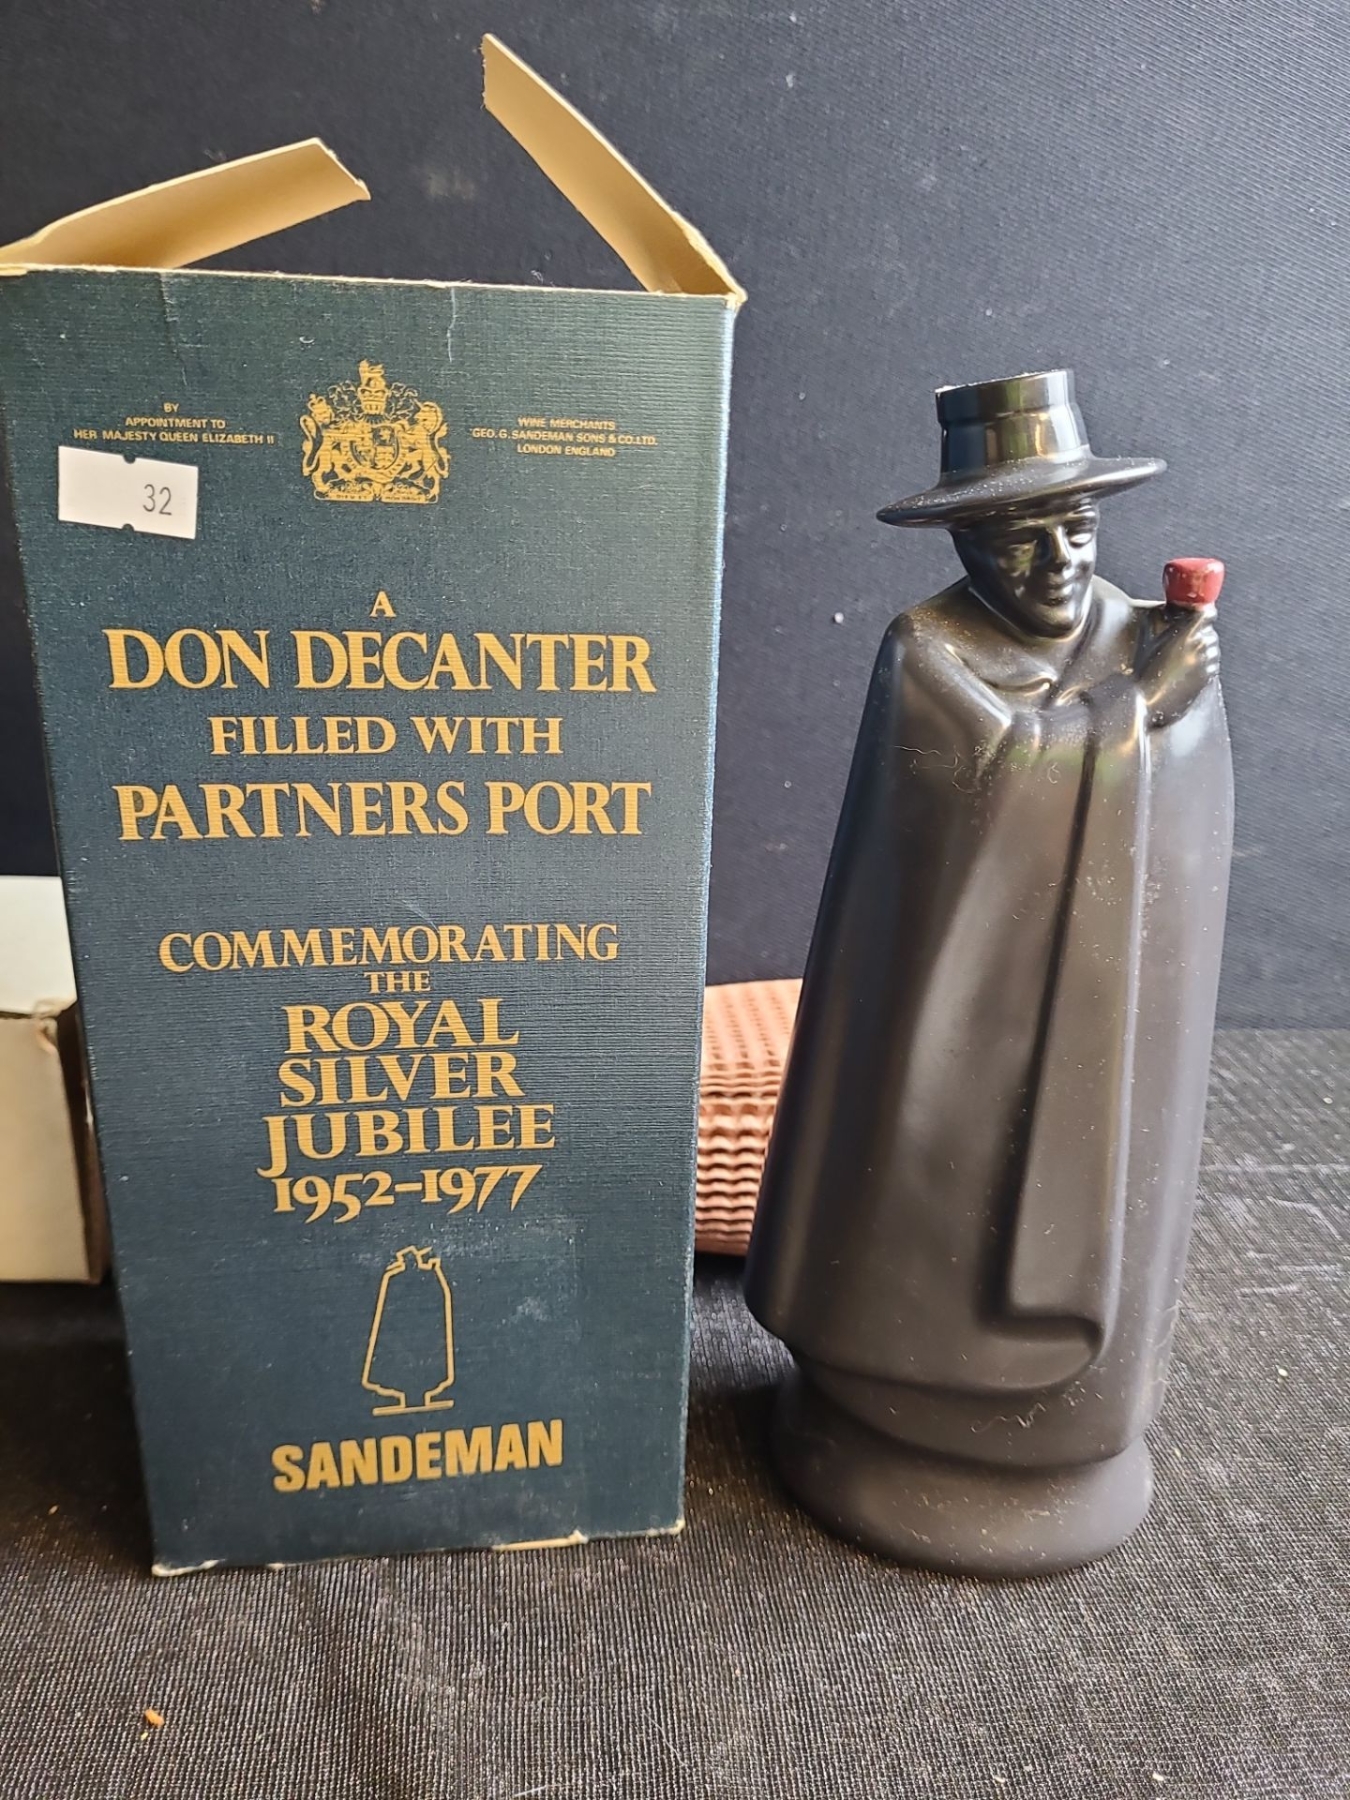 BY
APPOINTMENT TO
HER MAJESTY QUEEN ELIZABETH II
WINE MERCHANTS
GEO. G. SANDEMAN SONS & CO. LTD.
LONDON ENGLAND
32
A
DON DECANTER
FILLED WITH
PARTNERS PORT
COMMEMORATING
THE
ROYAL
SILVER
JUBILEE
1952-1977
SANDEMAN